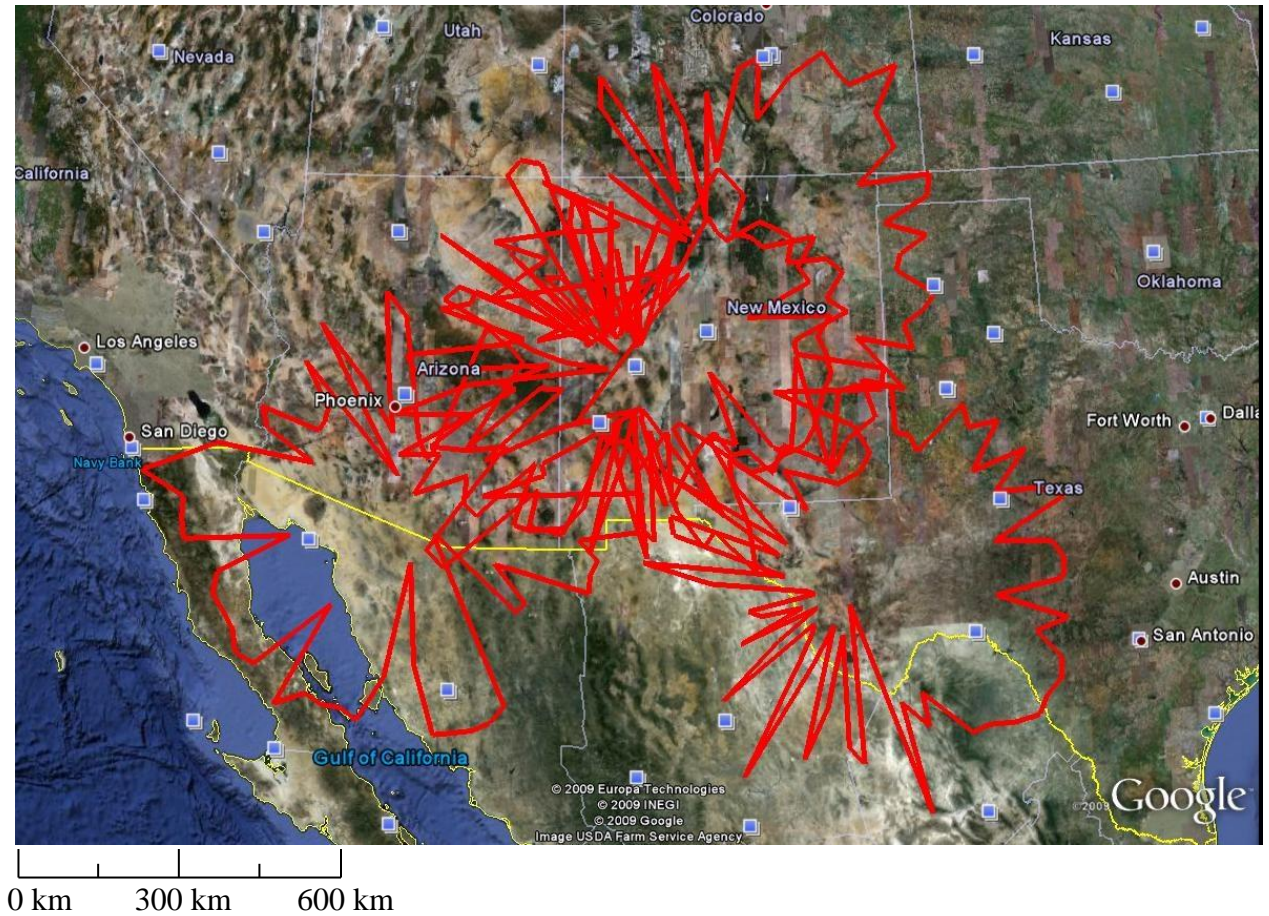 Colorado
Utah
Kansas
Nevada
California
Oklahoma
New Mexico
Los Angeles
Arizona
Phoenix
Fort Worth
Dalla
San Diego
Navy Bank
Texas
Austin
San Antonio
Gulf of California
© 2009 Europa Technologies
© 2009 INEGI
© 2009 Google
Image USDA Farm Service Agency
©2009 Google
0 km 300 km 600 km